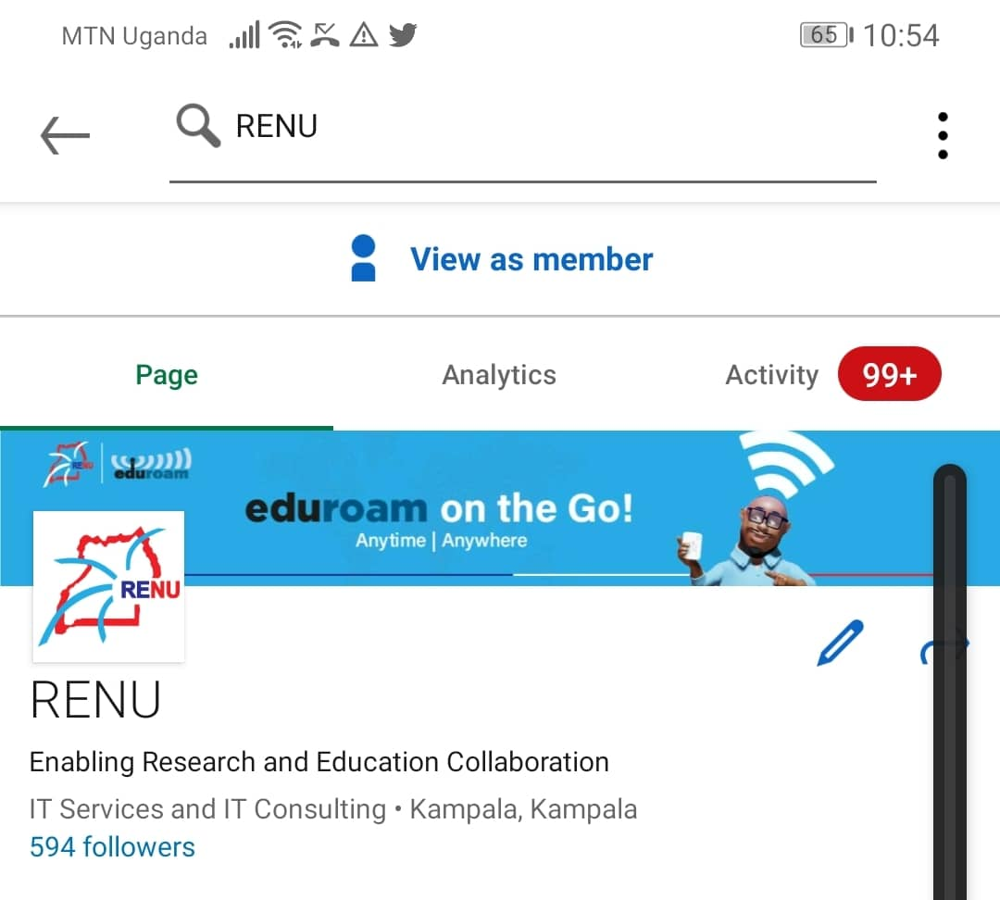 MTN Uganda 65 10:54
RENU
View as member
Page Analytics Activity 99+
RENU eduroam
eduroam on the Go!
Anytime | Anywhere
RENU
RENU
Enabling Research and Education Collaboration
IT Services and IT Consulting • Kampala, Kampala
594 followers